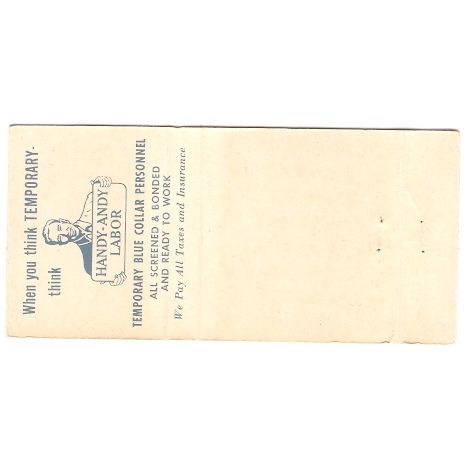 When you think TEMPORARY-
think
HANDY-ANDY
LABOR
TEMPORARY BLUE COLLAR PERSONNEL
ALL SCREENED & BONDED
AND READY TO WORK
We Pay All Taxes and Insurance